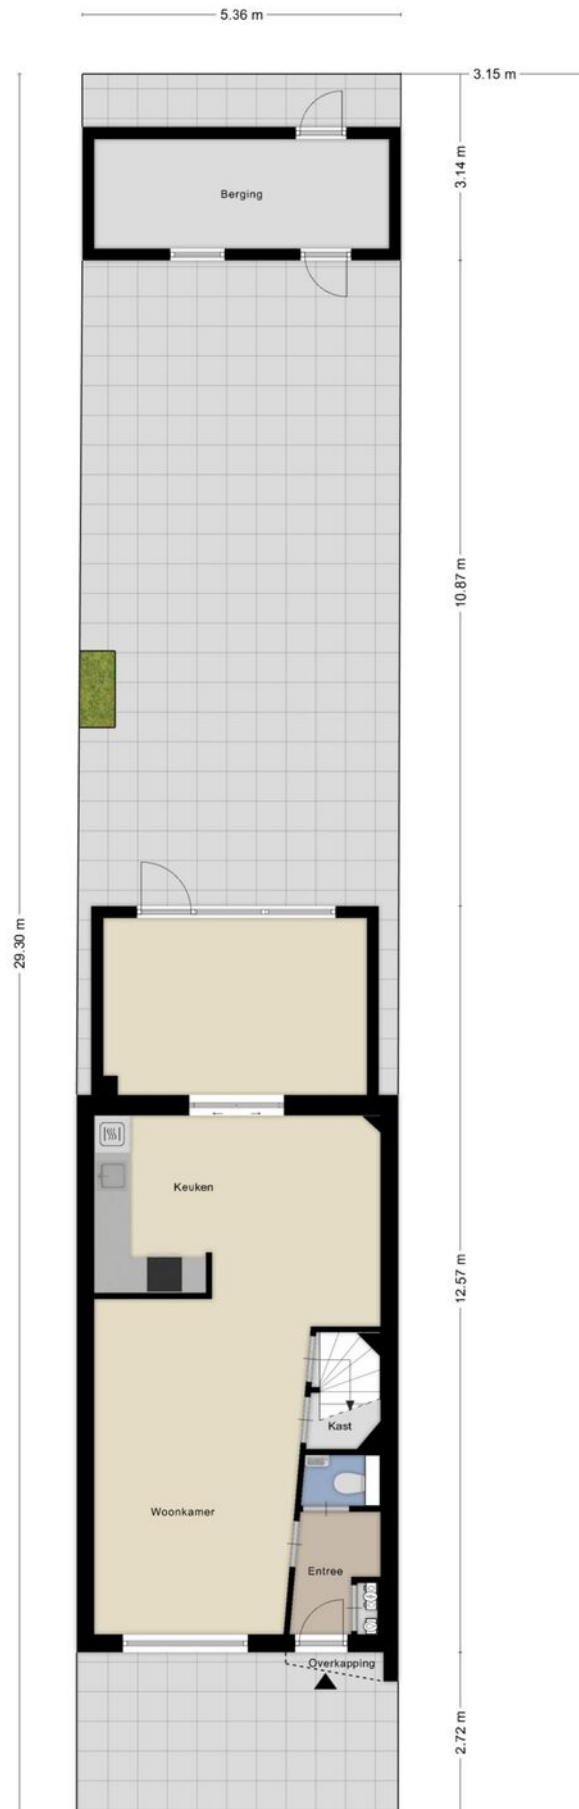 5.36 m
3.15 m
3.14 m
Berging
10.87 m
29.30 m
Keuken
12.57 m
Kast
Woonkamer
Entree
Overkapping
2.72 m